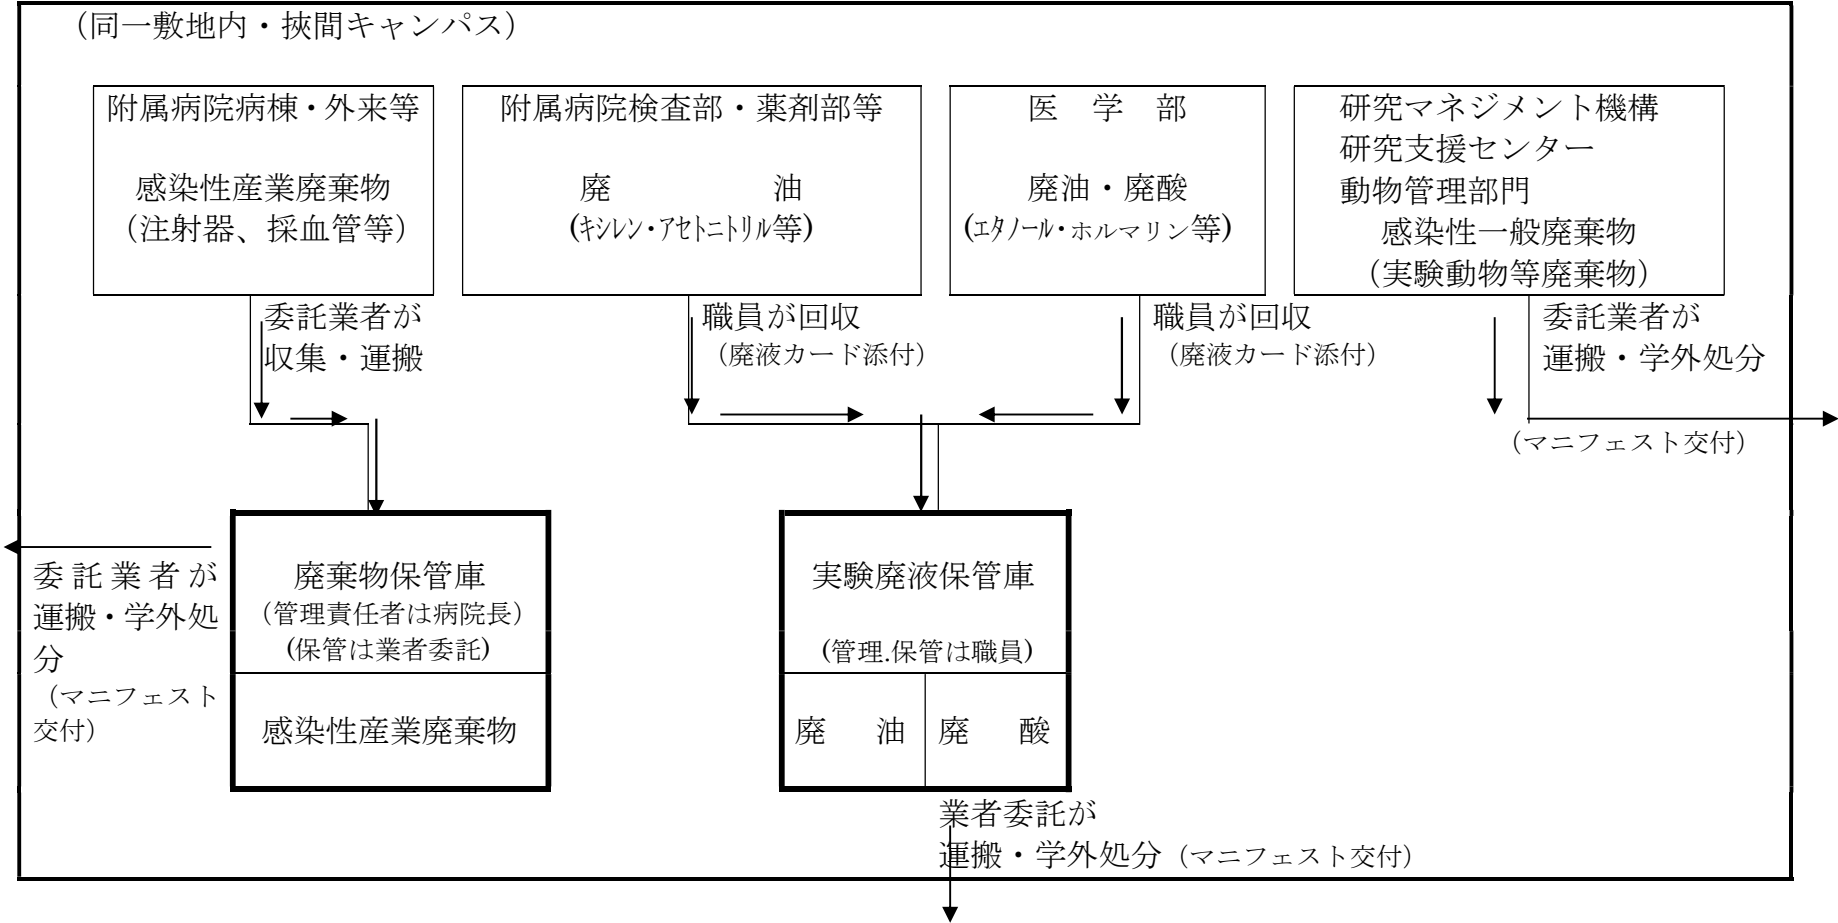 （同一敷地内・挾間キャンパス）
附属病院病棟・外来等
感染性産業廃棄物
（注射器、採血管等）
附属病院検査部・薬剤部等
廃　　　　　油
(ｷｼﾚﾝ・ｱｾﾄﾆﾄﾘﾙ等)
医　学　部
廃油・廃酸
(ｴﾀﾉｰﾙ・ホルマリン等)
研究マネジメント機構
研究支援センター
動物管理部門
感染性一般廃棄物
（実験動物等廃棄物）
委託業者が
収集・運搬
職員が回収
（廃液カード添付）
職員が回収
（廃液カード添付）
委託業者が
運搬・学外処分
（マニフェスト交付）
委託業者が
運搬・学外処
分
（マニフェスト
交付）
廃棄物保管庫
（管理責任者は病院長）
(保管は業者委託)
感染性産業廃棄物
実験廃液保管庫
(管理.保管は職員)
廃　油
廃　酸
業者委託が
運搬・学外処分（マニフェスト交付）